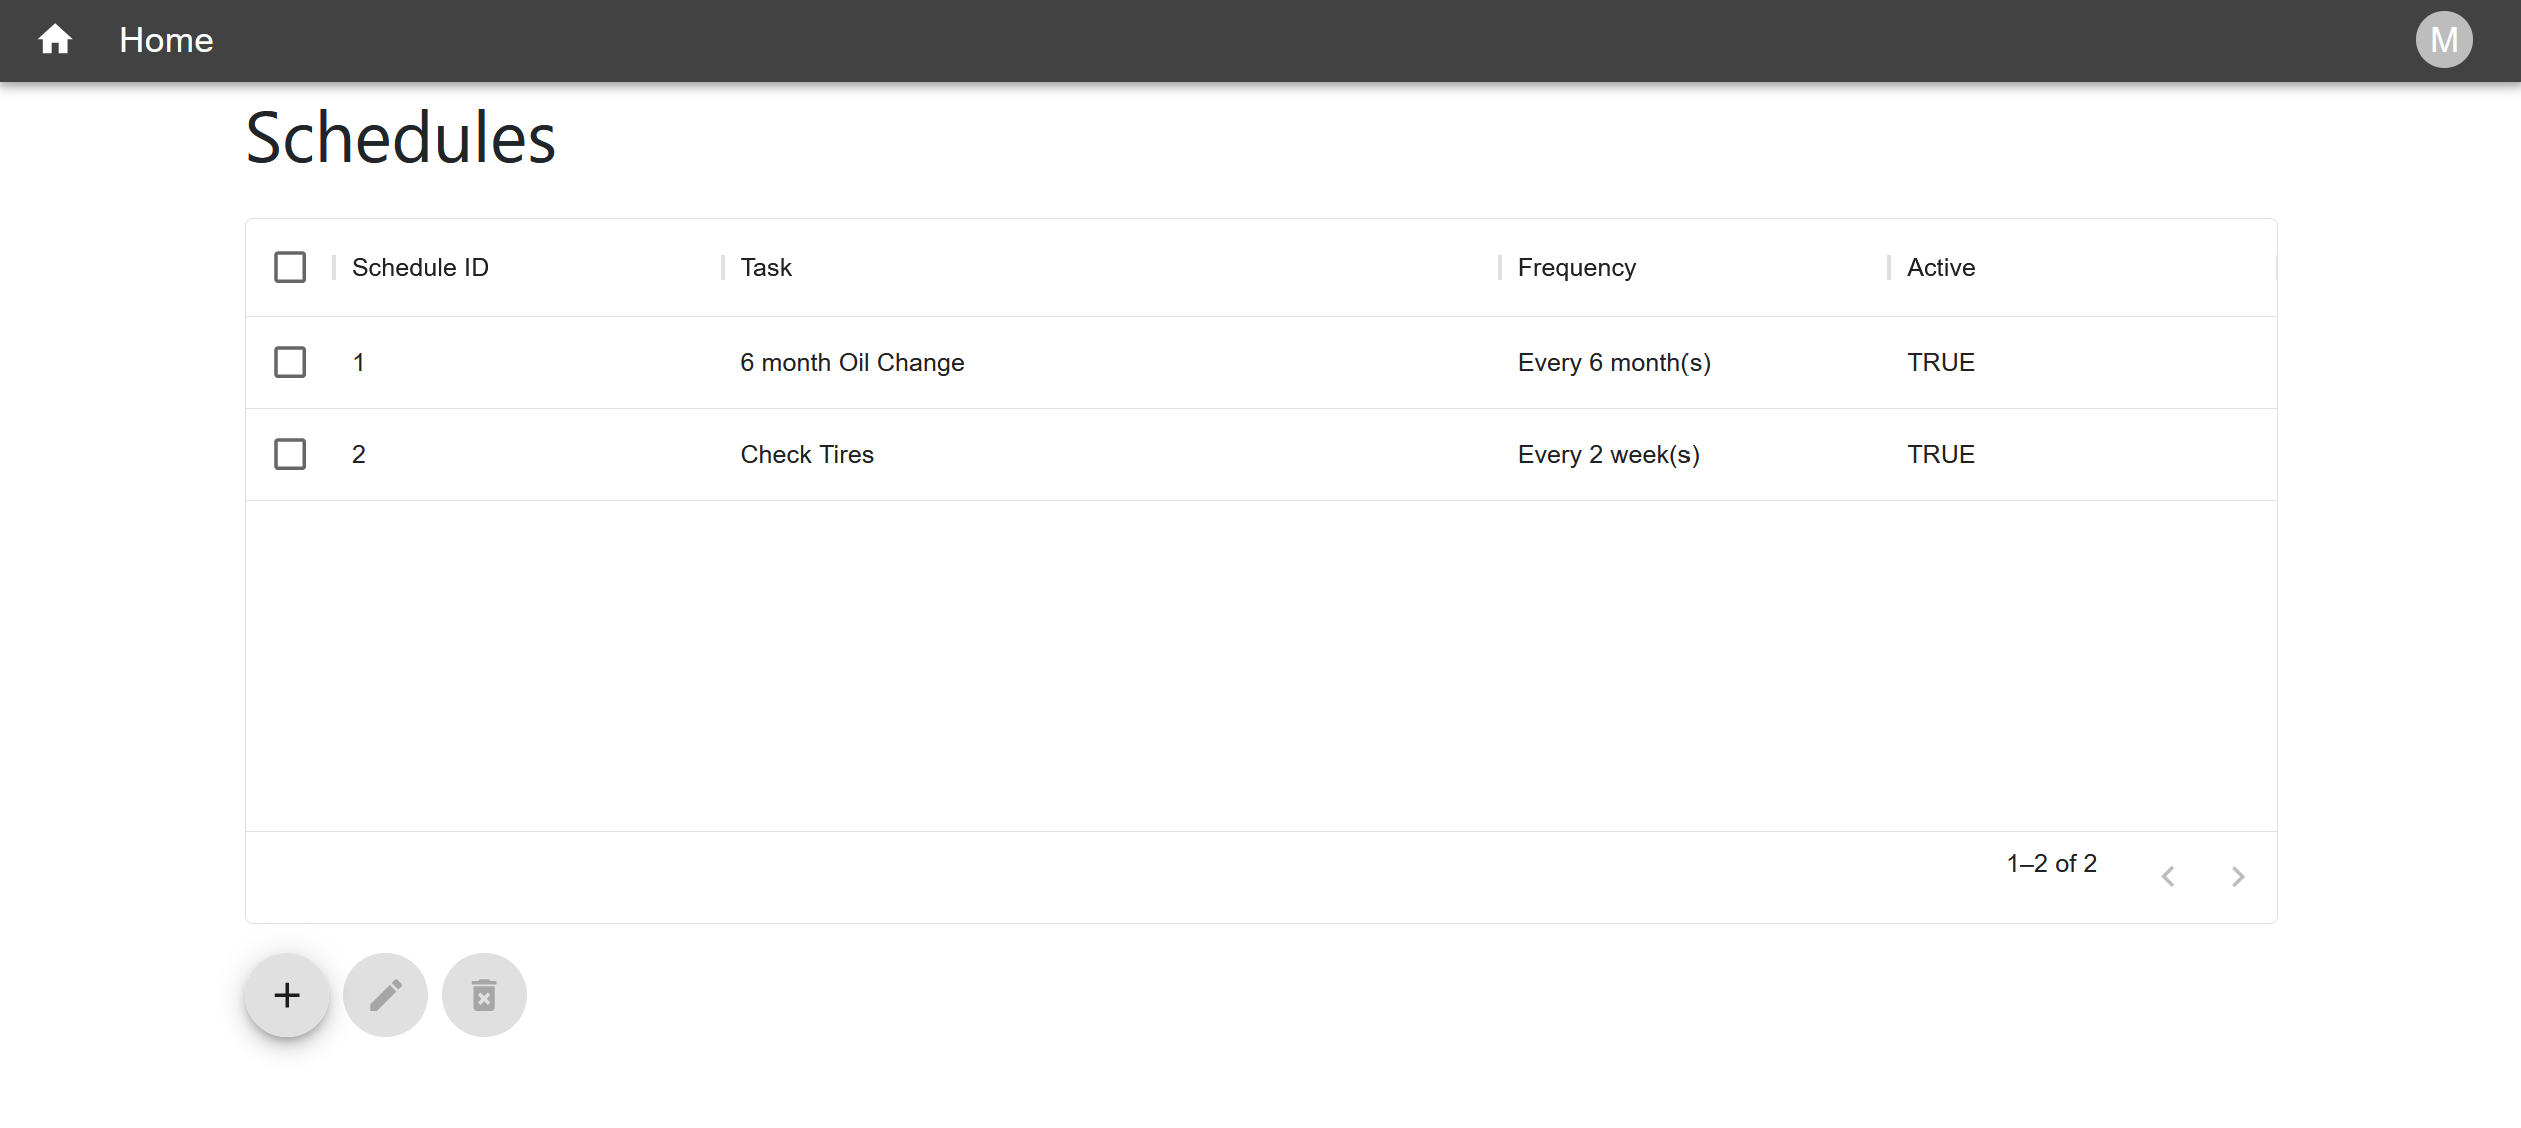 Home
M
Schedules
Schedule ID Task Frequency Active
1 6 month Oil Change Every 6 month(s) TRUE
2 Check Tires Every 2 week(s) TRUE
1–2 of 2